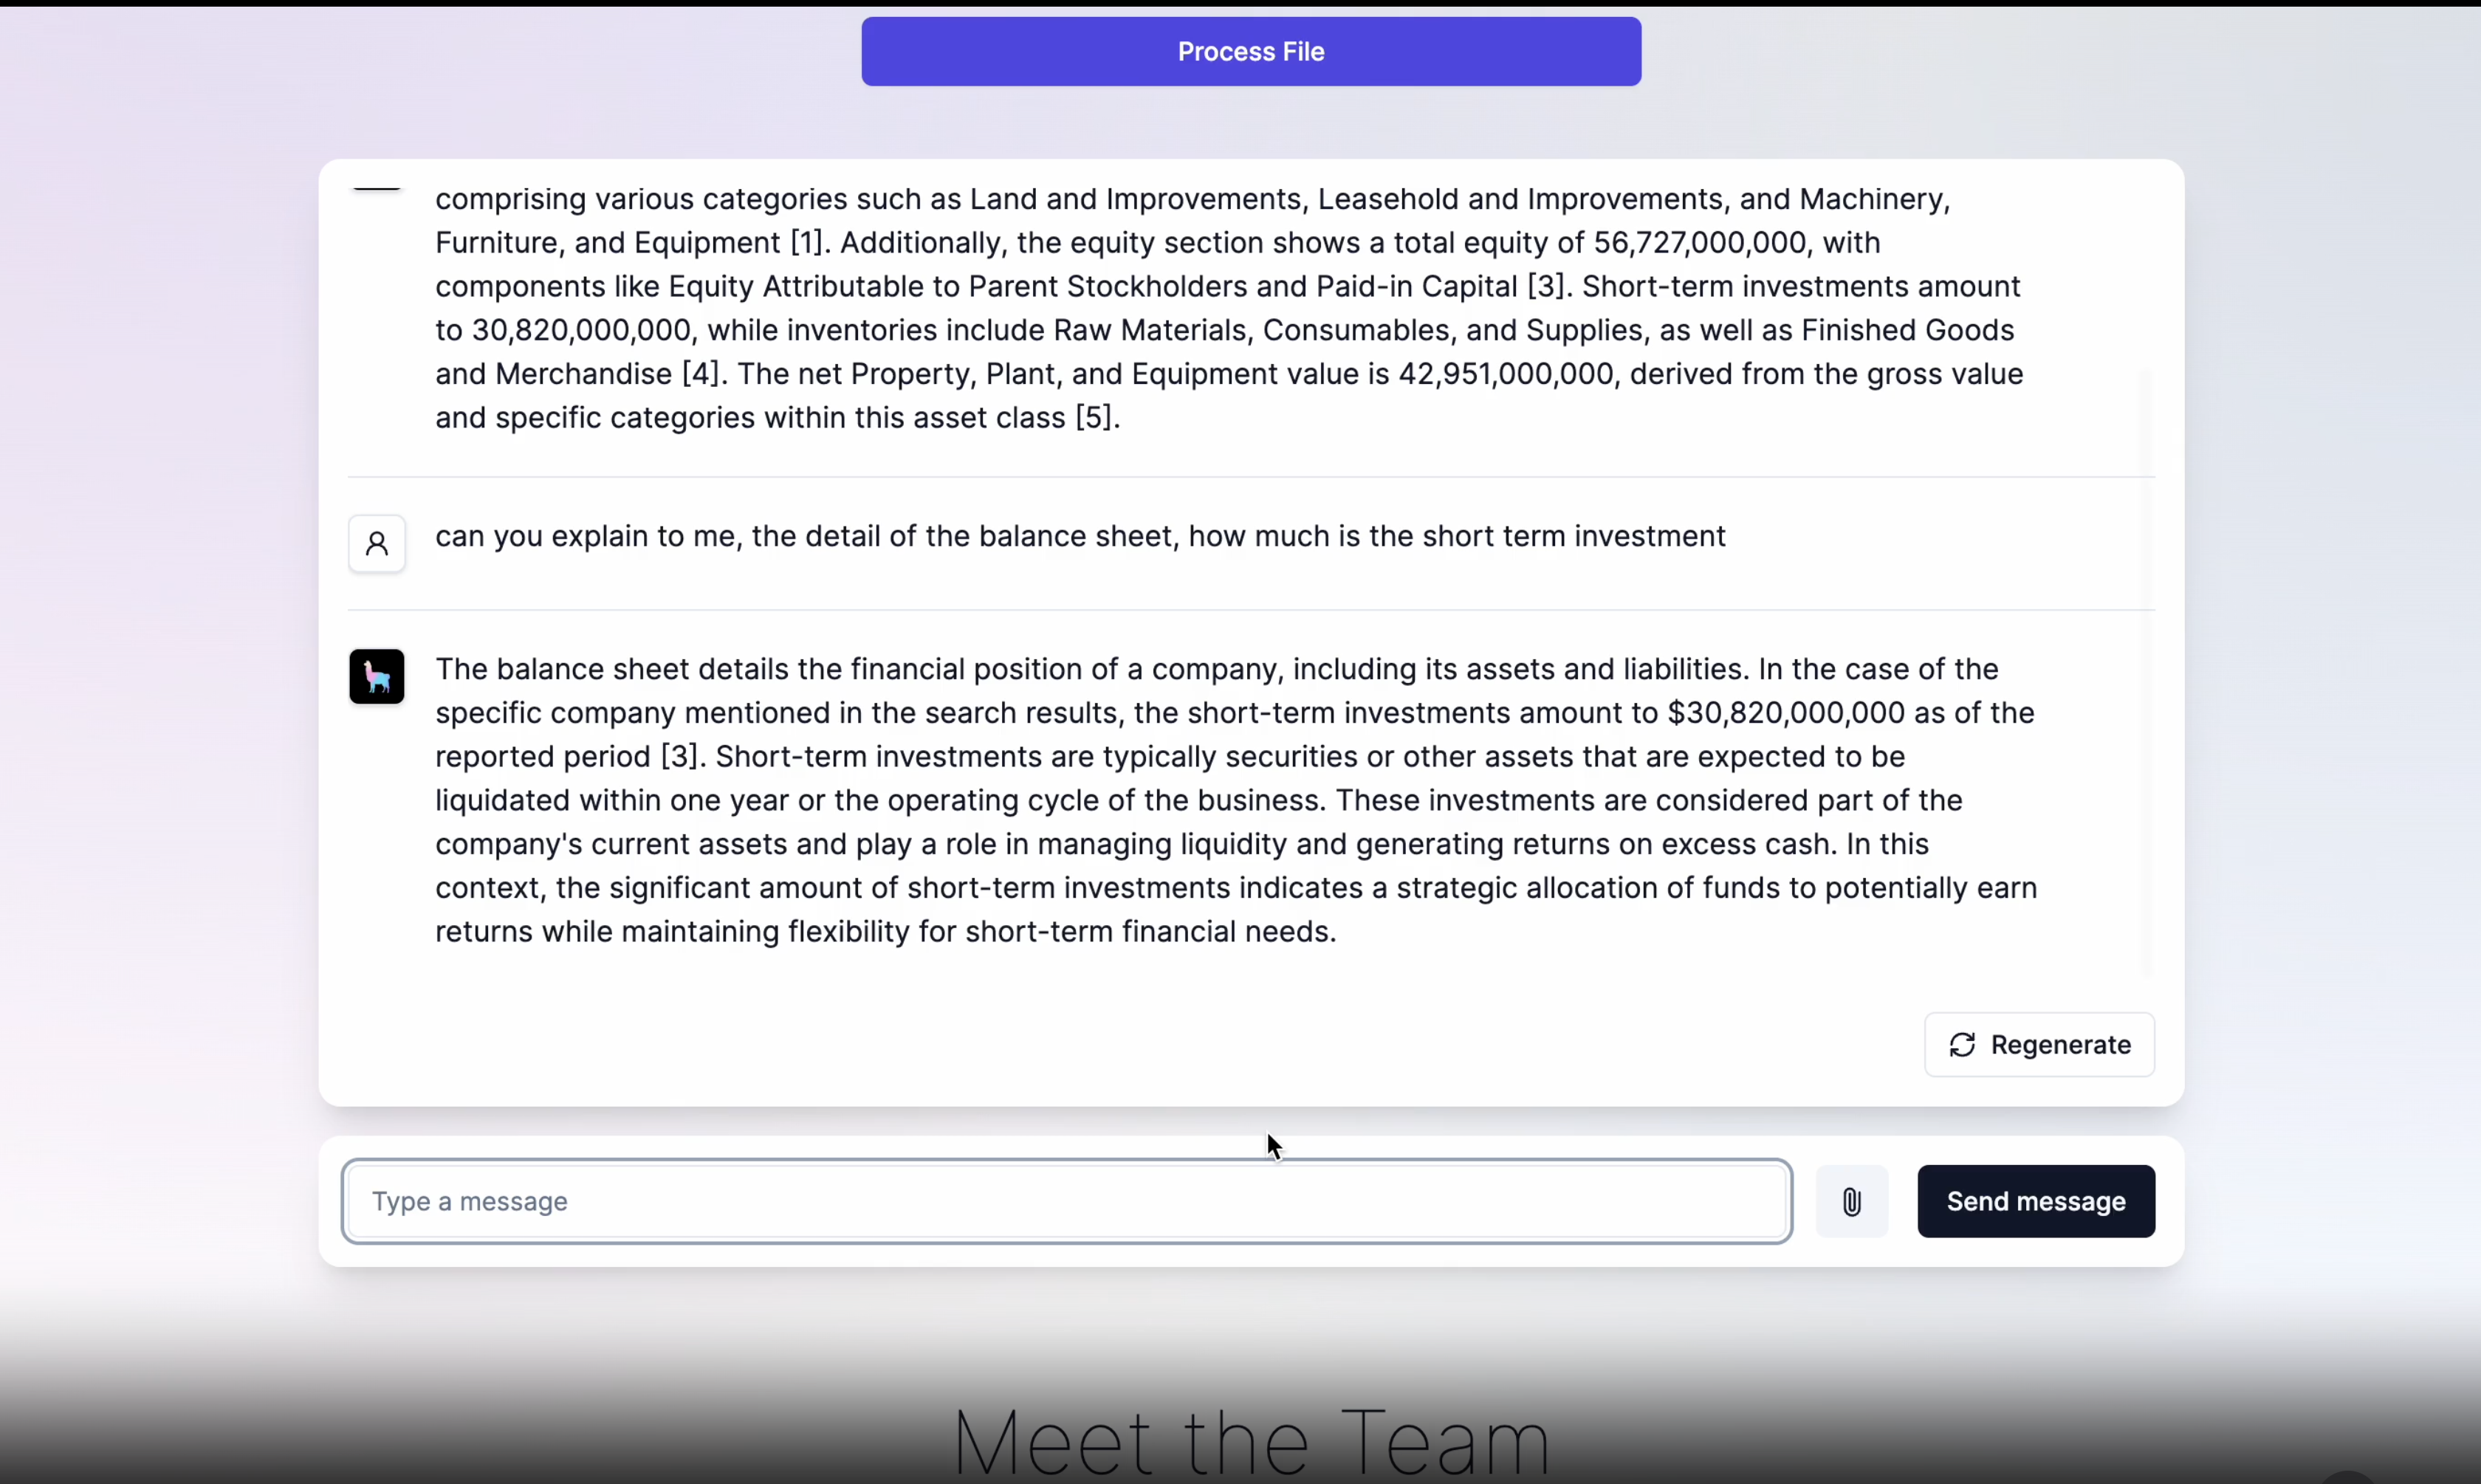 Process File
comprising various categories such as Land and Improvements, Leasehold and Improvements, and Machinery,
Furniture, and Equipment [1]. Additionally, the equity section shows a total equity of 56,727,000,000, with
components like Equity Attributable to Parent Stockholders and Paid-in Capital [3]. Short-term investments amount
to 30,820,000,000, while inventories include Raw Materials, Consumables, and Supplies, as well as Finished Goods
and Merchandise [4]. The net Property, Plant, and Equipment value is 42,951,000,000, derived from the gross value
and specific categories within this asset class [5].
can you explain to me, the detail of the balance sheet, how much is the short term investment
The balance sheet details the financial position of a company, including its assets and liabilities. In the case of the
specific company mentioned in the search results, the short-term investments amount to $30,820,000,000 as of the
reported period [3]. Short-term investments are typically securities or other assets that are expected to be
liquidated within one year or the operating cycle of the business. These investments are considered part of the
company's current assets and play a role in managing liquidity and generating returns on excess cash. In this
context, the significant amount of short-term investments indicates a strategic allocation of funds to potentially earn
returns while maintaining flexibility for short-term financial needs.
Regenerate
Type a message
Send message
Meet the Team